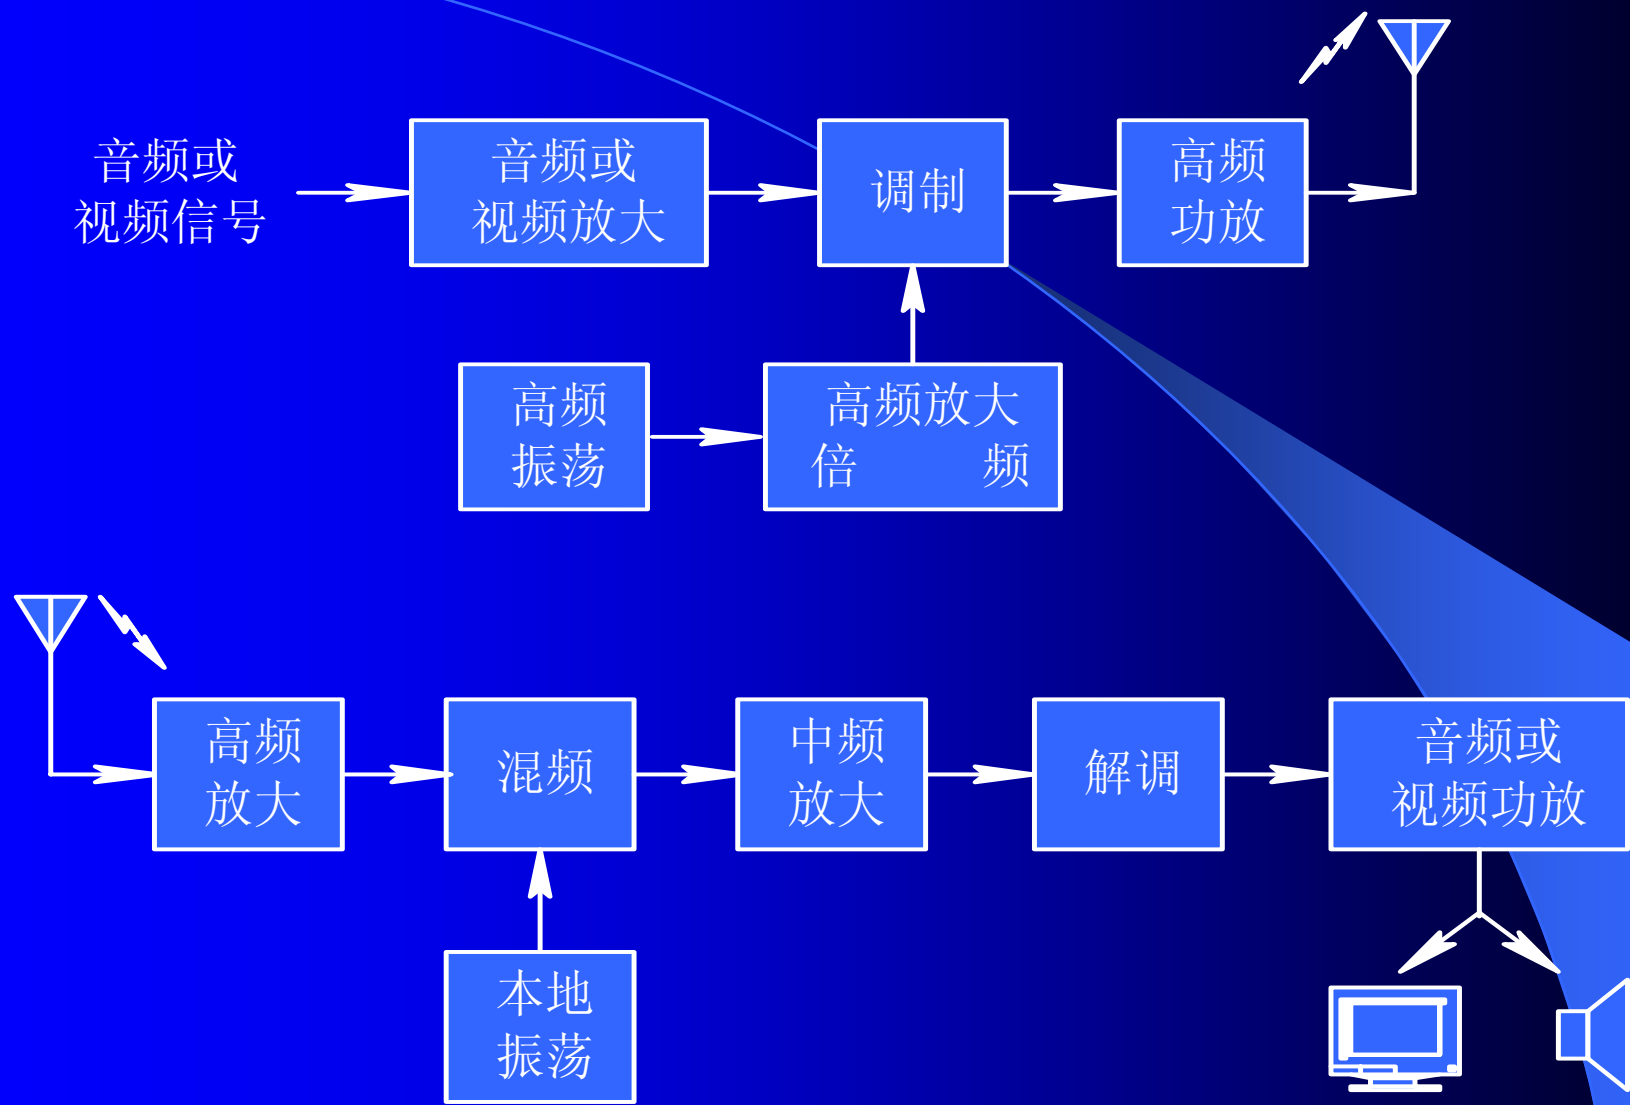 音频或
视频信号
音频或
视频放大
调制
高频
功放
高频
振荡
高频放大
倍 频
高频
放大
混频
中频
放大
解调
音频或
视频功放
本地
振荡